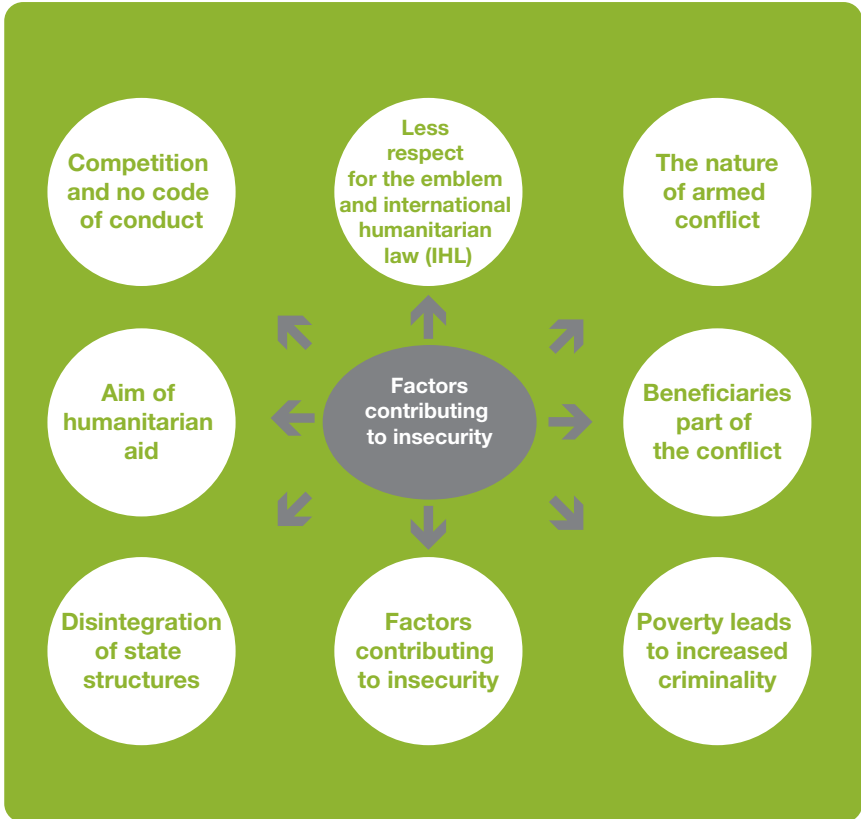 Competition
and no code
of conduct
Less
respect
for the emblem
and international
humanitarian
law (IHL)
The nature
of armed
conflict
Aim of
humanitarian
aid
Factors
contributing
to insecurity
Beneficiaries
part of
the conflict
Disintegration
of state
structures
Factors
contributing
to insecurity
Poverty leads
to increased
criminality